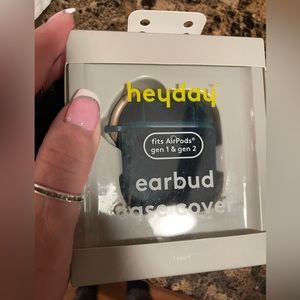 heyday
fits AirPods®
gen 1 & gen 2
earbud
case cover